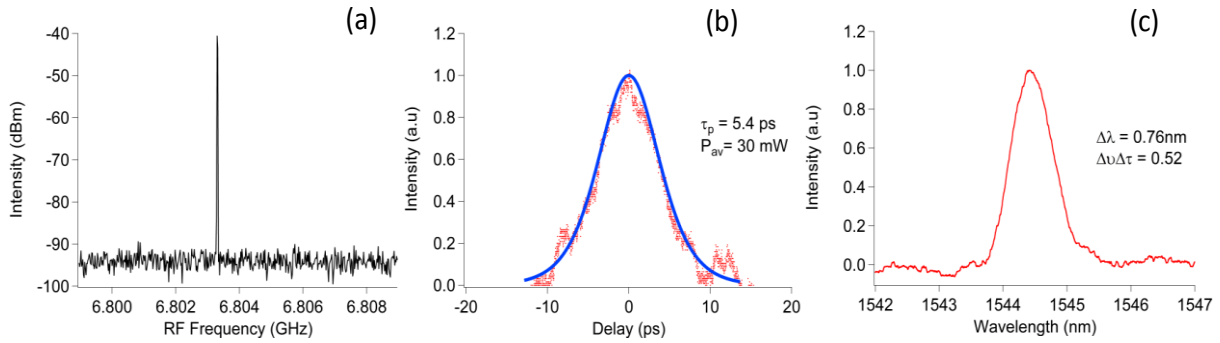 (a)
-40
-50
-60
-70
-80
-90
-100
Intensity (dBm)
6.800 6.802 6.804 6.806 6.808
RF Frequency (GHz)
(b)
1.2
1.0
0.8
0.6
0.4
0.2
0.0
Intensity (a.u)
τp = 5.4 ps
Pav= 30 mW
-20 -10 0 10 20
Delay (ps)
(c)
1.2
1.0
0.8
0.6
0.4
0.2
0.0
Intensity (a.u)
Δλ = 0.76nm
ΔυΔτ = 0.52
1542 1543 1544 1545 1546 1547
Wavelength (nm)